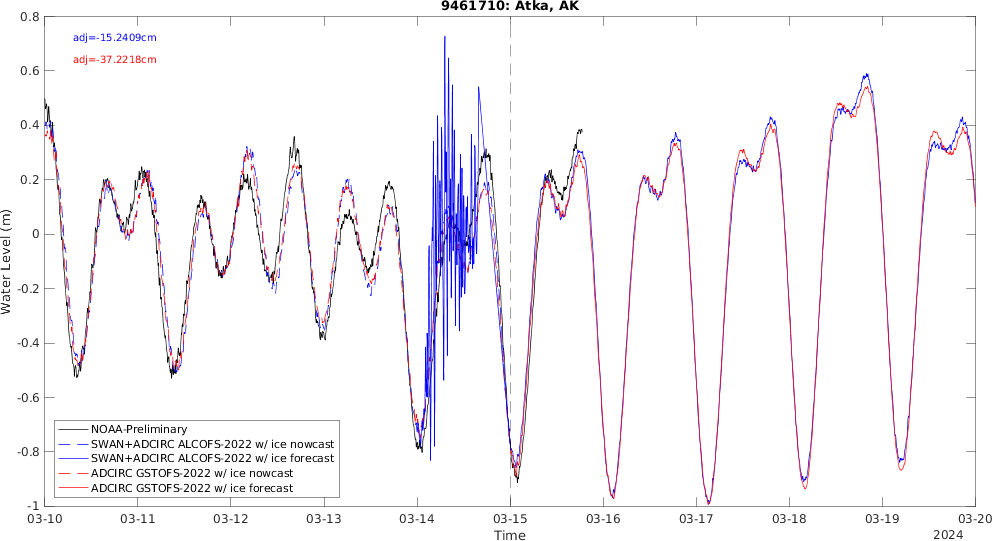 9461710: Atka, AK
adj=-15.2409cm
adj=-37.2218cm
0.8
0.6
0.4
0.2
0
-0.2
-0.4
-0.6
-0.8
-1
Water Level (m)
NOAA-Preliminary
SWAN+ADCIRC ALCOFS-2022 w/ ice nowcast
SWAN+ADCIRC ALCOFS-2022 w/ ice forecast
ADCIRC GSTOFS-2022 w/ ice nowcast
ADCIRC GSTOFS-2022 w/ ice forecast
03-10 03-11 03-12 03-13 03-14 03-15 03-16 03-17 03-18 03-19 03-20
Time
2024